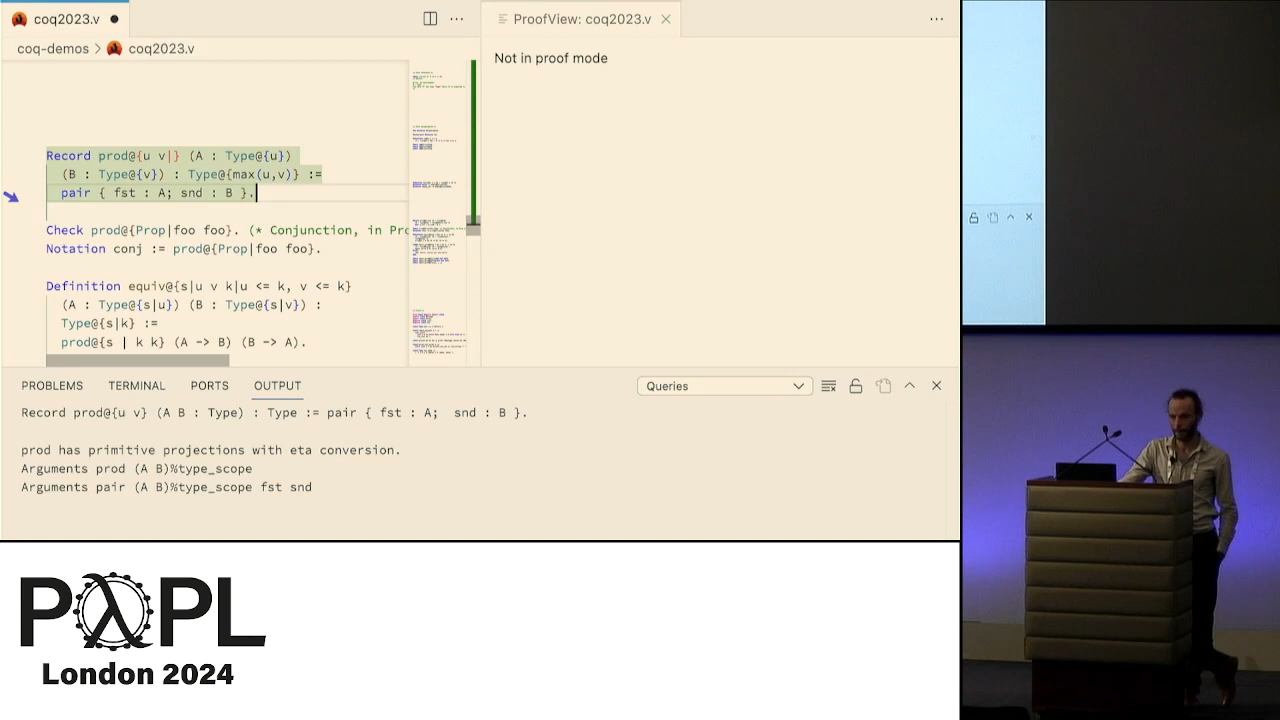 coq2023.v
ProofView: coq2023.v
coq-demos > coq2023.v
Not in proof mode
Record prod@{u v|} (A : Type@{u})
(B : Type@{v}) : Type@{max(u,v)} :=
pair { fst : A; snd : B }.
Check prod@{Prop|foo foo}. (* Conjunction, in Pro
Notation conj := prod@{Prop|foo foo}.
Definition equiv@{s|u v k|u <= k, v <= k}
(A : Type@{s|u}) (B : Type@{s|v}) :
Type@{s|k} :=
prod@{s | k k} (A -> B) (B -> A).
PROBLEMS TERMINAL PORTS OUTPUT Queries
Record prod@{u v} (A B : Type) : Type := pair { fst : A;  snd : B }.
prod has primitive projections with eta conversion.
Arguments prod (A B)%type_scope
Arguments pair (A B)%type_scope fst snd
PλPL
London 2024